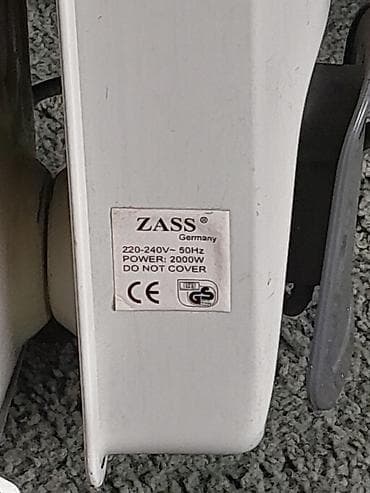 ZASS ®
Germany
220-240V~ 50Hz
POWER: 2000W
DO NOT COVER
CE GS